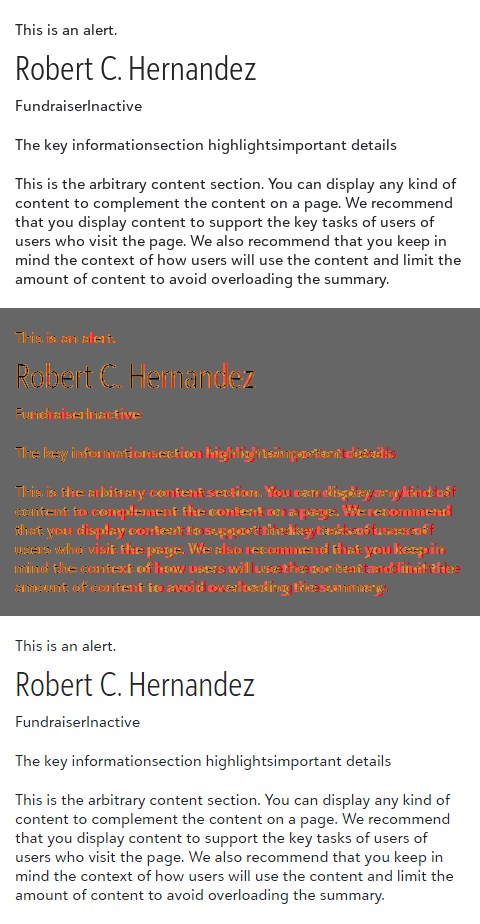 This is an alert.
Robert C. Hernandez
FundraiserInactive
The key informationsection highlightsimportant details
This is the arbitrary content section. You can display any kind of
content to complement the content on a page. We recommend
that you display content to support the key tasks of users of
users who visit the page. We also recommend that you keep in
mind the context of how users will use the content and limit the
amount of content to avoid overloading the summary.
This is an alert.
Robert C. Hernandez
FundraiserInactive
The key informationsection highlightsimportant details
This is the arbitrary content section. You can display any kind of
content to complement the content on a page. We recommend
that you display content to support the key tasks of users of
users who visit the page. We also recommend that you keep in
mind the context of how users will use the content and limit the
amount of content to avoid overloading the summary.
This is an alert.
Robert C. Hernandez
FundraiserInactive
The key informationsection highlightsimportant details
This is the arbitrary content section. You can display any kind of
content to complement the content on a page. We recommend
that you display content to support the key tasks of users of
users who visit the page. We also recommend that you keep in
mind the context of how users will use the content and limit the
amount of content to avoid overloading the summary.